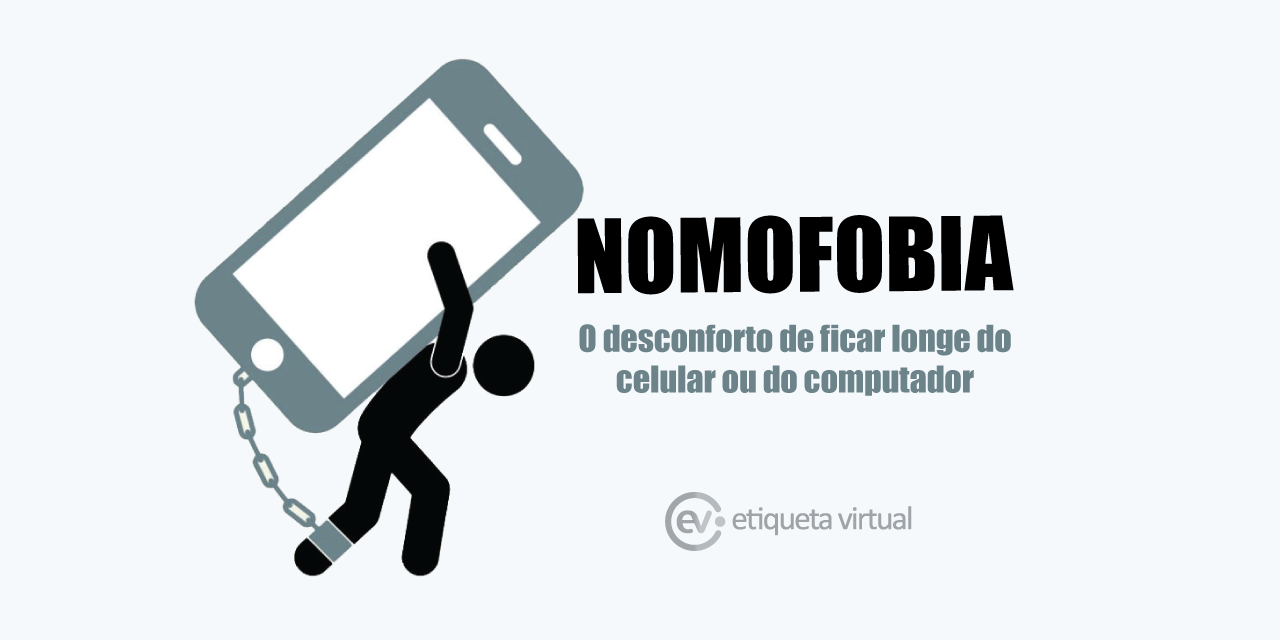 NOMOFOBIA
O desconforto de ficar longe do
celular ou do computador
ev etiqueta virtual